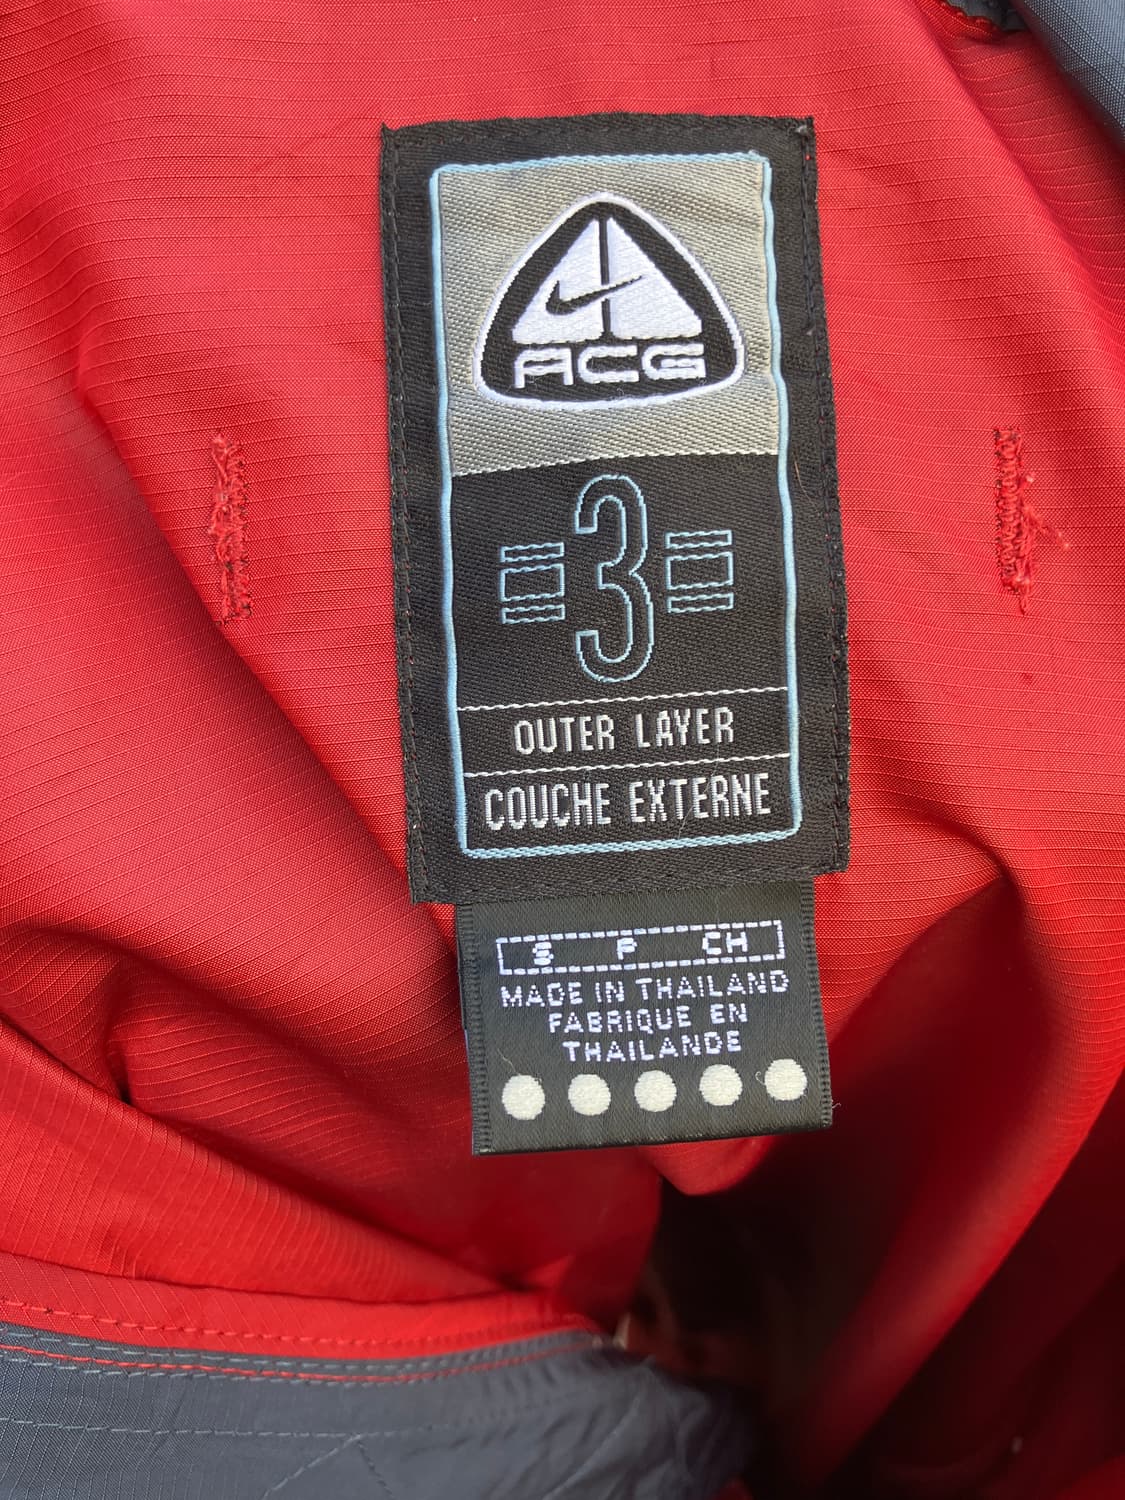 ACG
3
OUTER LAYER
COUCHE EXTERNE
S P CH
MADE IN THAILAND
FABRIQUE EN
THAILANDE